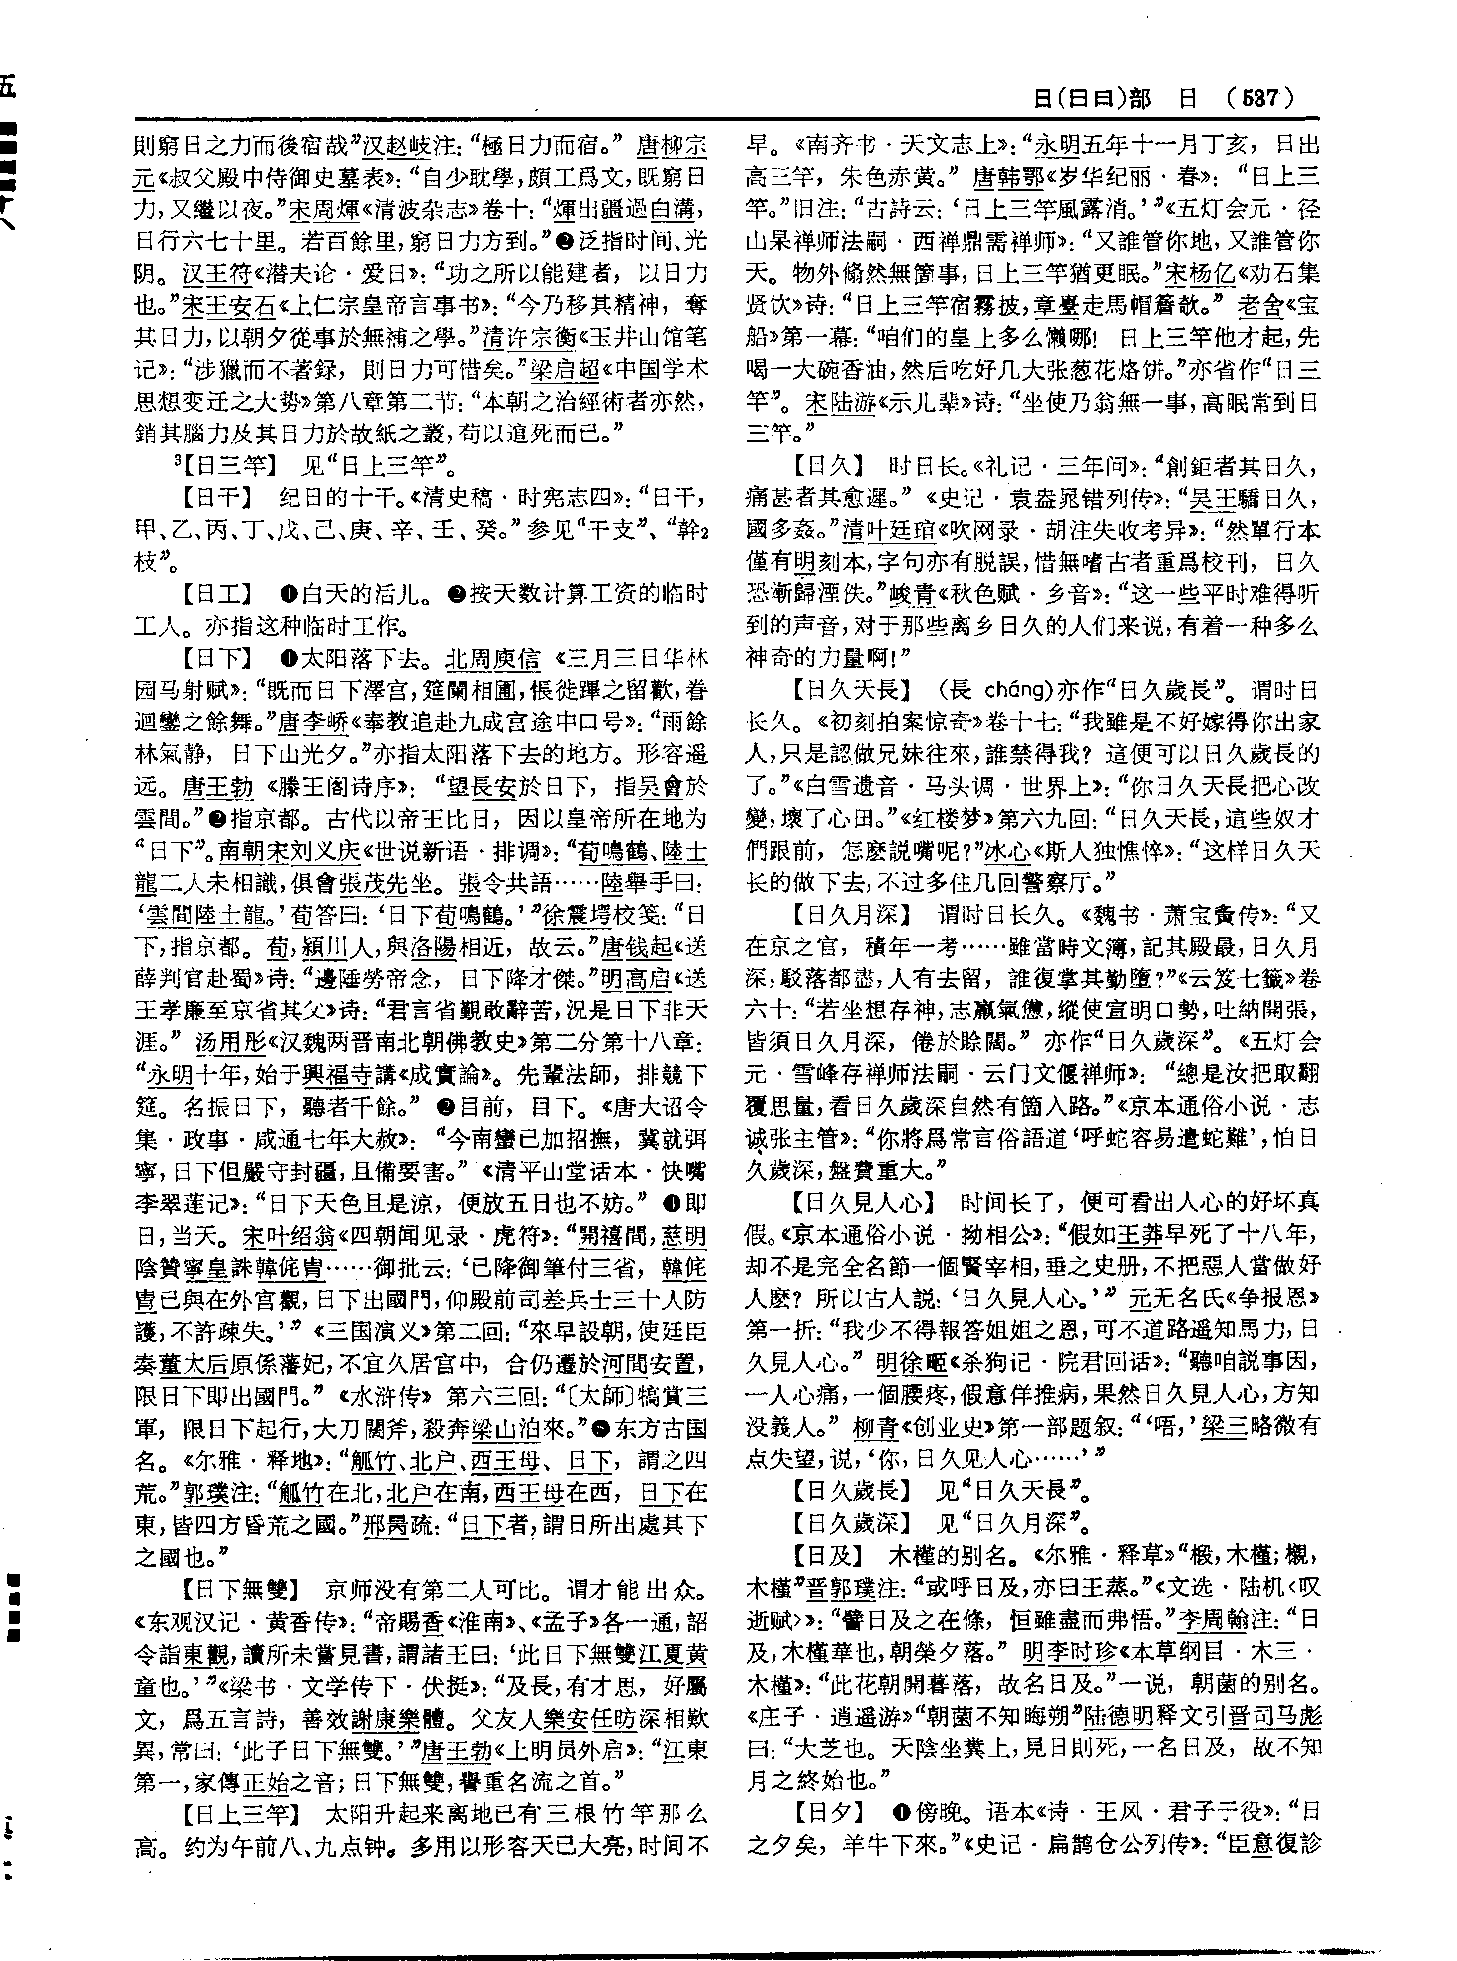 日(日曰)部　日　(537)
則窮日之力而後宿哉”汉赵岐注：“極日力而宿。”唐柳宗
元《叔父殿中侍御史墓表》：“自少耽學，頗工爲文，既窮日
力，又繼以夜。”宋周煇《清波杂志》卷十：“煇出疆過白溝，
日行六七十里。若百餘里，窮日力方到。”❷泛指时间、光
阴。汉王符《潜夫论·爱日》：“功之所以能建者，以日力
也。”宋王安石《上仁宗皇帝言事书》：“今乃移其精神，奪
其日力，以朝夕從事於無補之學。”清许宗衡《玉井山馆笔
记》：“涉獵而不著録，則日力可惜矣。”梁启超《中国学术
思想变迁之大势》第八章第二节：“本朝之治經術者亦然，
銷其腦力及其日力於故紙之叢，苟以逭死而已。”
³【日三竿】　见“日上三竿”。
【日干】　纪日的十干。《清史稿·时宪志四》：“日干，
甲、乙、丙、丁、戊、己、庚、辛、壬、癸。”参见“干支”、“幹₂
枝”。
【日工】　❶白天的活儿。❷按天数计算工资的临时
工人。亦指这种临时工作。
【日下】　❶太阳落下去。北周庾信《三月三日华林
园马射赋》：“既而日下澤宫，筵闌相圃，悵徙蹕之留歡，眷
迴鑾之餘舞。”唐李峤《奉教追赴九成宫途中口号》：“雨餘
林氣静，日下山光夕。”亦指太阳落下去的地方。形容遥
远。唐王勃《滕王阁诗序》：“望長安於日下，指吴會於
雲間。”❷指京都。古代以帝王比日，因以皇帝所在地为
“日下”。南朝宋刘义庆《世说新语·排调》：“荀鳴鶴、陸士
龍二人未相識，俱會張茂先坐。張令共語……陸舉手曰：
‘雲間陸士龍。’荀答曰：‘日下荀鳴鶴。’”徐震堮校笺：“日
下，指京都。荀，潁川人，與洛陽相近，故云。”唐钱起《送
薛判官赴蜀》诗：“邊陲勞帝念，日下降才傑。”明高启《送
王孝廉至京省其父》诗：“君言省覲敢辭苦，況是日下非天
涯。”汤用彤《汉魏两晋南北朝佛教史》第二分第十八章：
“永明十年，始于興福寺講《成實論》。先輩法師，排競下
筵。名振日下，聽者千餘。”❷目前，目下。《唐大诏令
集·政事·咸通七年大赦》：“今南蠻已加招撫，冀就弭
寧，日下但嚴守封疆，且備要害。”《清平山堂话本·快嘴
李翠莲记》：“日下天色且是涼，便放五日也不妨。”❹即
日，当天。宋叶绍翁《四朝闻见录·虎符》：“開禧間，慈明
陰贊寧皇誅韓侂胄……御批云：‘已降御筆付三省，韓侂
胄已與在外宫觀，日下出國門，仰殿前司差兵士三十人防
護，不許疎失。’”《三国演义》第二回：“來早設朝，使廷臣
奏董太后原係藩妃，不宜久居宫中，合仍遷於河間安置，
限日下即出國門。”《水浒传》第六三回：“〔太師〕犒賞三
軍，限日下起行，大刀關斧，殺奔梁山泊來。”❺东方古国
名。《尔雅·释地》：“觚竹、北户、西王母、日下，謂之四
荒。”郭璞注：“觚竹在北，北户在南，西王母在西，日下在
東，皆四方昏荒之國。”邢昺疏：“日下者，謂日所出處其下
之國也。”
【日下無雙】　京师没有第二人可比。谓才能出众。
《东观汉记·黄香传》：“帝賜香《淮南》、《孟子》各一通，詔
令詣東觀，讀所未嘗見書，謂諸王曰：‘此日下無雙江夏黄
童也。’”《梁书·文学传下·伏挺》：“及長，有才思，好屬
文，爲五言詩，善效謝康樂體。父友人樂安任昉深相歎
異，常曰：‘此子日下無雙。’”唐王勃《上明员外启》：“江東
第一，家傳正始之音；日下無雙，譽重名流之首。”
【日上三竿】　太阳升起来离地已有三根竹竿那么
高。约为午前八、九点钟。多用以形容天已大亮，时间不
早。《南齐书·天文志上》：“永明五年十一月丁亥，日出
高三竿，朱色赤黄。”唐韩鄂《岁华纪丽·春》：“日上三
竿。”旧注：“古詩云：‘日上三竿風露消。’”《五灯会元·径
山杲禅师法嗣·西禅鼎需禅师》：“又誰管你地，又誰管你
天。物外翛然無箇事，日上三竿猶更眠。”宋杨亿《劝石集
贤饮》诗：“日上三竿宿霧披，章臺走馬帽簷欹。”老舍《宝
船》第一幕：“咱们的皇上多么懒哪！日上三竿他才起，先
喝一大碗香油，然后吃好几大张葱花烙饼。”亦省作“日三
竿”。宋陆游《示儿辈》诗：“坐使乃翁無一事，高眠常到日
三竿。”
【日久】　时日长。《礼记·三年问》：“創鉅者其日久，
痛甚者其愈遲。”《史记·袁盎晁错列传》：“吴王驕日久，
國多姦。”清叶廷琯《吹网录·胡注失收考异》：“然單行本
僅有明刻本，字句亦有脱誤，惜無嗜古者重爲校刊，日久
恐漸歸湮佚。”峻青《秋色赋·乡音》：“这一些平时难得听
到的声音，对于那些离乡日久的人们来说，有着一种多么
神奇的力量啊！”
【日久天長】　（長 cháng)亦作“日久歲長”。谓时日
长久。《初刻拍案惊奇》卷十七：“我雖是不好嫁得你出家
人，只是認做兄妹往來，誰禁得我？這便可以日久歲長的
了。”《白雪遗音·马头调·世界上》：“你日久天長把心改
變，壞了心田。”《红楼梦》第六九回：“日久天長，這些奴才
們跟前，怎麽説嘴呢？”冰心《斯人独憔悴》：“这样日久天
长的做下去，不过多住几回警察厅。”
【日久月深】　谓时日长久。《魏书·萧宝夤传》：“又
在京之官，積年一考……雖當時文簿，記其殿最，日久月
深，駁落都盡，人有去留，誰復掌其勤墮？”《云笈七籤》卷
六十：“若坐想存神，志羸氣憊，縱使宣明口勢，吐納開張，
皆須日久月深，倦於睒閪。”亦作“日久歲深”。《五灯会
元·雪峰存禅师法嗣·云门文偃禅师》：“總是汝把取翻
覆思量，看日久歲深自然有箇入路。”《京本通俗小说·志
诚张主管》：“你將爲常言俗語道‘呼蛇容易遣蛇難’，怕日
久歲深，盤費重大。”
【日久見人心】　时间长了，便可看出人心的好坏真
假。《京本通俗小说·拗相公》：“假如王莽早死了十八年，
却不是完全名節一個賢宰相，垂之史册，不把惡人當做好
人麽？所以古人説：‘日久見人心。’”元无名氏《争报恩》
第一折：“我少不得報答姐姐之恩，可不道路遥知馬力，日
久見人心。”明徐㖂《杀狗记·院君回话》：“聽咱説事因，
一人心痛，一個腰疼，假意佯推病，果然日久見人心，方知
没義人。”柳青《创业史》第一部题叙：“‘唔，’梁三略微有
点失望，说，‘你，日久见人心……’”
【日久歲長】　见“日久天長”。
【日久歲深】　见“日久月深”。
【日及】　木槿的别名。《尔雅·释草》“椴，木槿；櫬，
木槿”晋郭璞注：“或呼日及，亦曰王蒸。”《文选·陆机〈叹
逝赋〉》：“譬日及之在條，恒雖盡而弗悟。”李周翰注：“日
及，木槿華也，朝榮夕落。”明李时珍《本草纲目·木三·
木槿》：“此花朝開暮落，故名日及。”一说，朝菌的别名。
《庄子·逍遥游》“朝菌不知晦朔”陆德明释文引晋司马彪
曰：“大芝也。天陰坐糞上，見日則死，一名日及，故不知
月之終始也。”
【日夕】　❶傍晚。语本《诗·王风·君子于役》：“日
之夕矣，羊牛下來。”《史记·扁鹊仓公列传》：“臣意復診